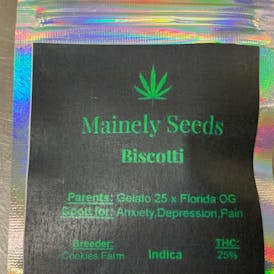 Mainely Seeds
Biscotti
Parents: Gelato 25 x Florida OG
Good for: Anxiety,Depression,Pain
Breeder: THC:
Cookies Farm Indica 25%